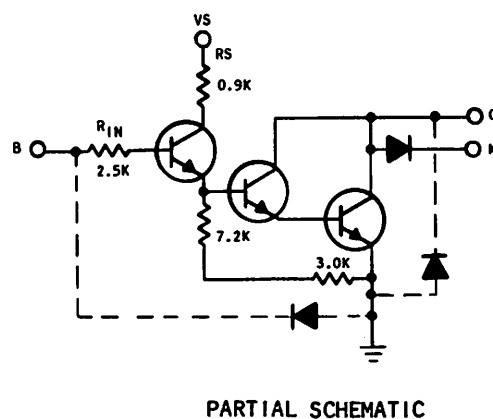 VS
RS
0.9K
B
RIN
2.5K
7.2K
3.0K
PARTIAL SCHEMATIC